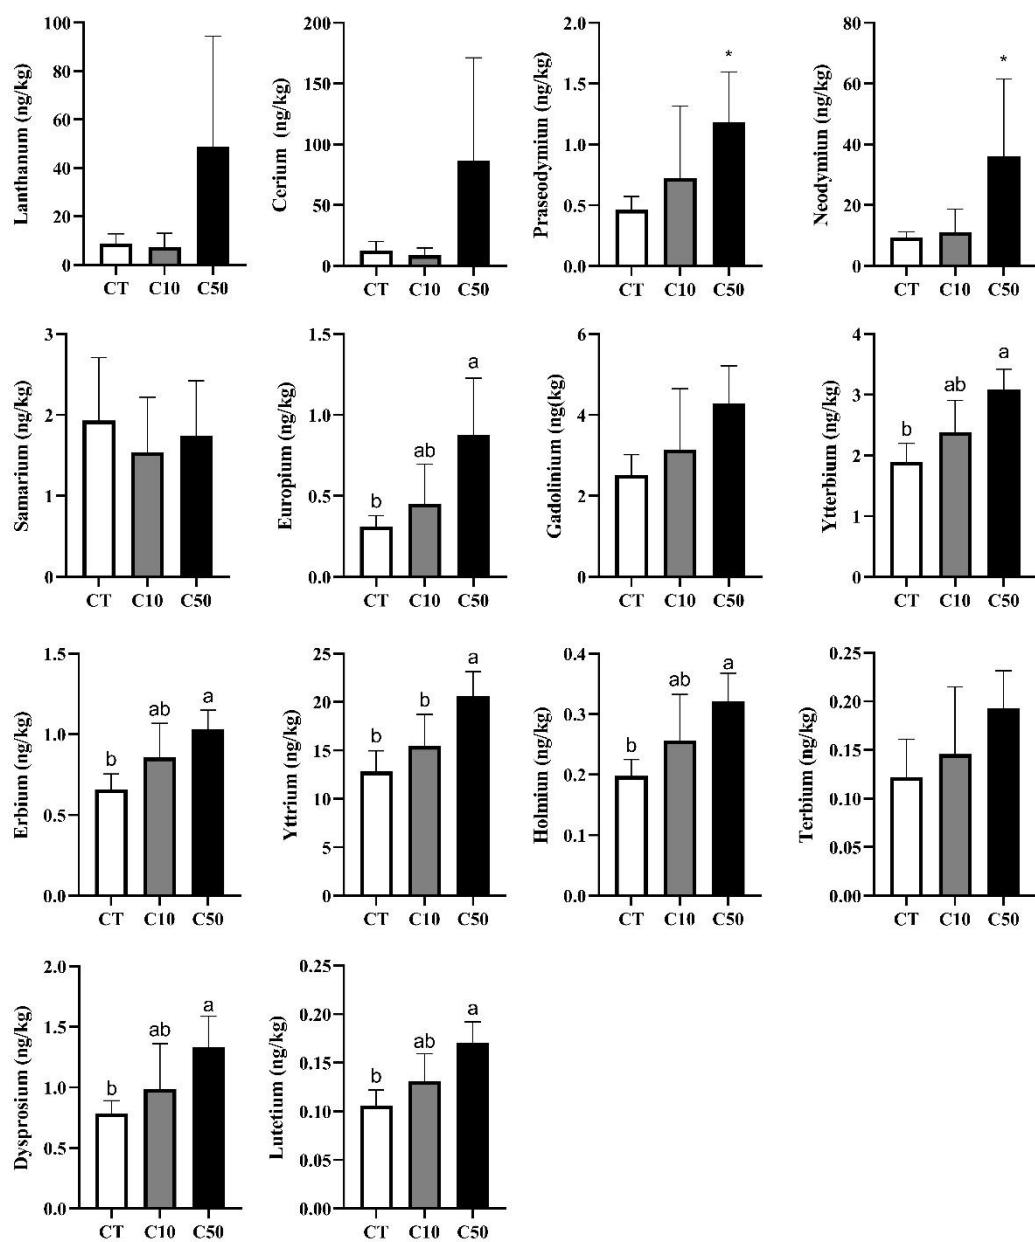 Lanthanum (ng/kg)
100
80
60
40
20
0
CT C10 C50
Cerium (ng/kg)
200
150
100
50
0
CT C10 C50
Praseodymiun (ng/kg)
2.0
1.5
1.0
0.5
0.0
*
CT C10 C50
Neodymiun (ng/kg)
80
60
40
20
0
*
CT C10 C50
Samarium (ng/kg)
3
2
1
0
CT C10 C50
Europium (ng/kg)
1.5
1.0
0.5
0.0
b ab a
CT C10 C50
Gadolinium (ng(kg)
6
4
2
0
CT C10 C50
Ytterbium (ng/kg)
4
3
2
1
0
b ab a
CT C10 C50
Erbium (ng/kg)
1.5
1.0
0.5
0.0
b ab a
CT C10 C50
Yttrium (ng/kg)
25
20
15
10
5
0
b b a
CT C10 C50
Holmiun (ng/kg)
0.4
0.3
0.2
0.1
0.0
b ab a
CT C10 C50
Terbium (ng/kg)
0.25
0.20
0.15
0.10
0.05
0.00
CT C10 C50
Dysprosium (ng/kg)
2.0
1.5
1.0
0.5
0.0
b ab a
CT C10 C50
Lutetium (ng/kg)
0.25
0.20
0.15
0.10
0.05
0.00
b ab a
CT C10 C50